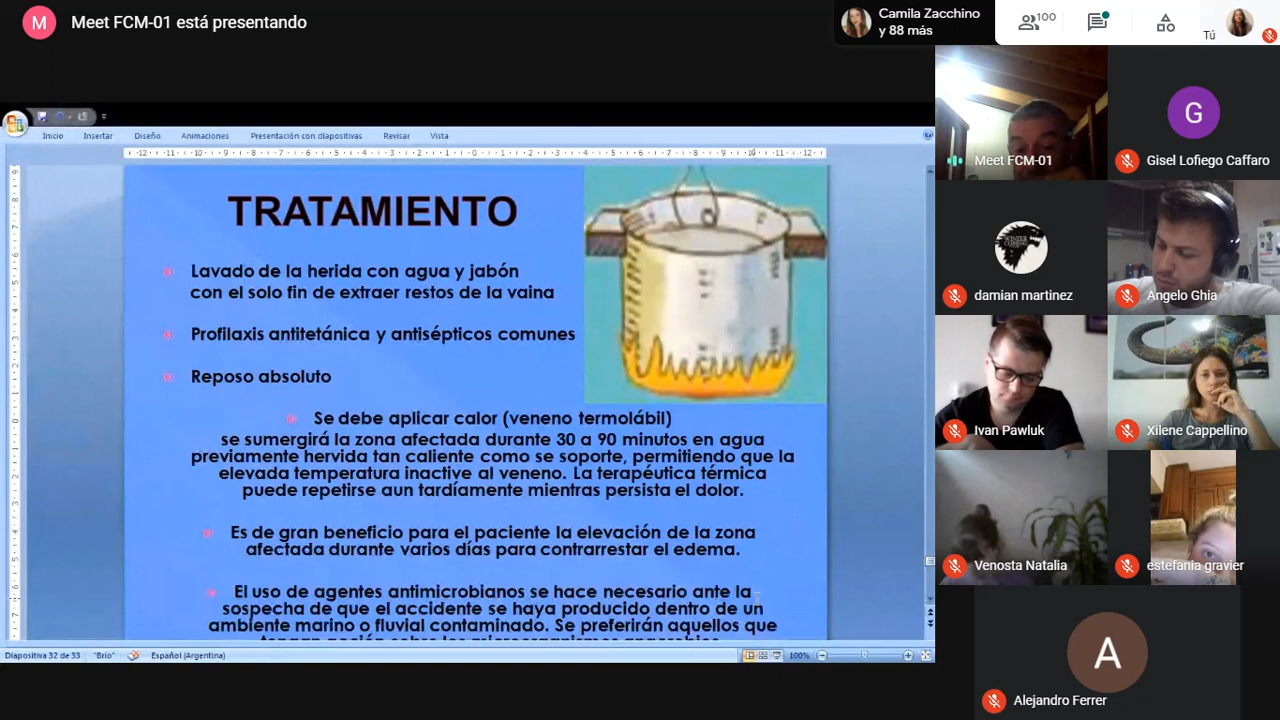 M
Meet FCM-01 está presentando
Camila Zacchino
y 88 más
100
Tú
Inicio
Insertar
Diseño
Animaciones
Presentación con diapositivas
Revisar
Vista
TRATAMIENTO
Lavado de la herida con agua y jabón
con el solo fin de extraer restos de la vaina
Profilaxis antitetánica y antisépticos comunes
Reposo absoluto
Se debe aplicar calor (veneno termolábil)
se sumergirá la zona afectada durante 30 a 90 minutos en agua
previamente hervida tan caliente como se soporte, permitiendo que la
elevada temperatura inactive al veneno. La terapéutica térmica
puede repetirse aun tardíamente mientras persista el dolor.
Es de gran beneficio para el paciente la elevación de la zona
afectada durante varios días para contrarrestar el edema.
El uso de agentes antimicrobianos se hace necesario ante la
sospecha de que el accidente se haya producido dentro de un
ambiente marino o fluvial contaminado. Se preferirán aquellos que
Diapositiva 32 de 33
"Brío"
Español (Argentina)
100%
Meet FCM-01
G
Gisel Lofiego Caffaro
WINTER
damian martinez
Angelo Ghia
Ivan Pawluk
Xilene Cappellino
Venosta Natalia
estefania gravier
A
Alejandro Ferrer